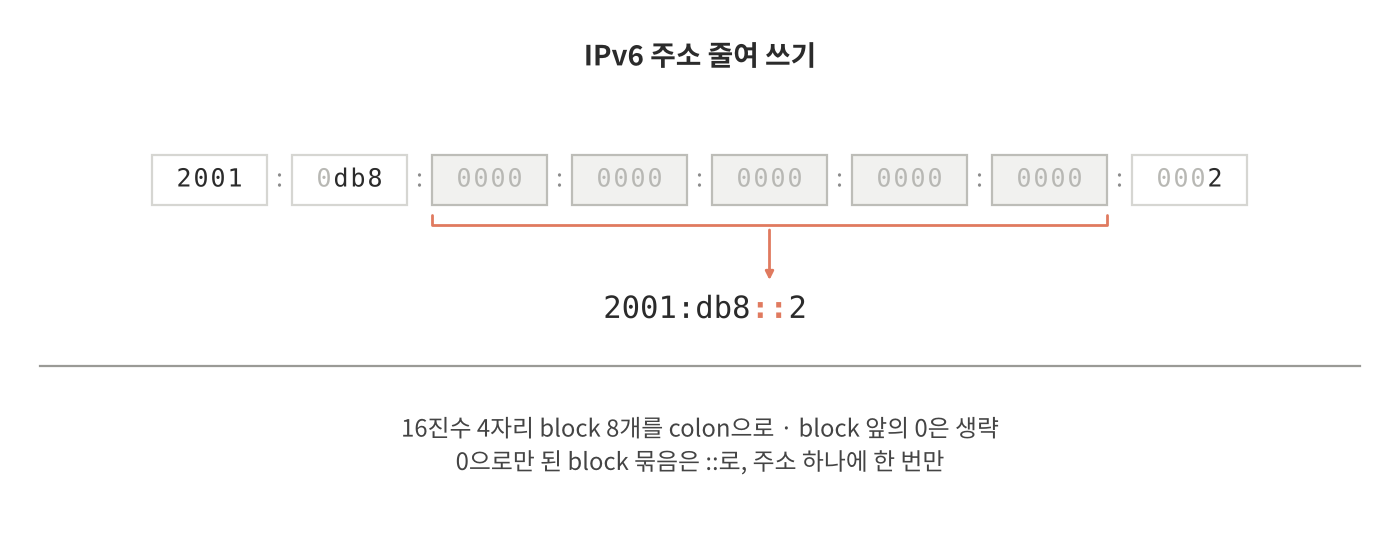 IPv6 주소 줄여 쓰기
2001 : 0db8 : 0000 : 0000 : 0000 : 0000 : 0000 : 0002
2001:db8::2
16진수 4자리 block 8개를 colon으로 · block 앞의 0은 생략
0으로만 된 block 묶음은 ::로, 주소 하나에 한 번만